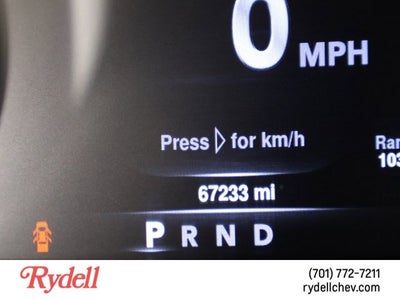 0 MPH
Press ▷ for km/h
Ran
103
67233 mi
P R N D
Rydell
(701) 772-7211
rydellchev.com